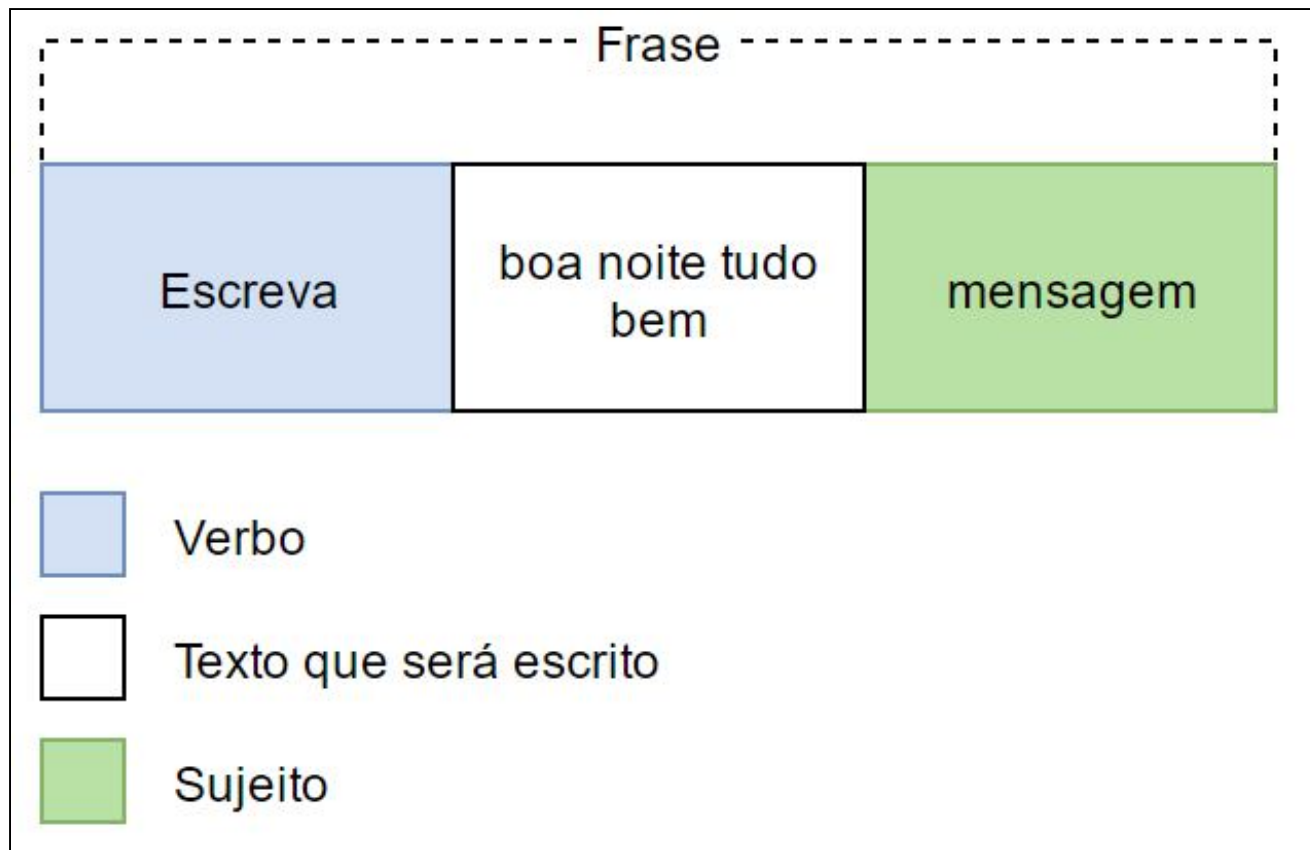 Frase
Escreva
boa noite tudo
bem
mensagem
Verbo
Texto que será escrito
Sujeito